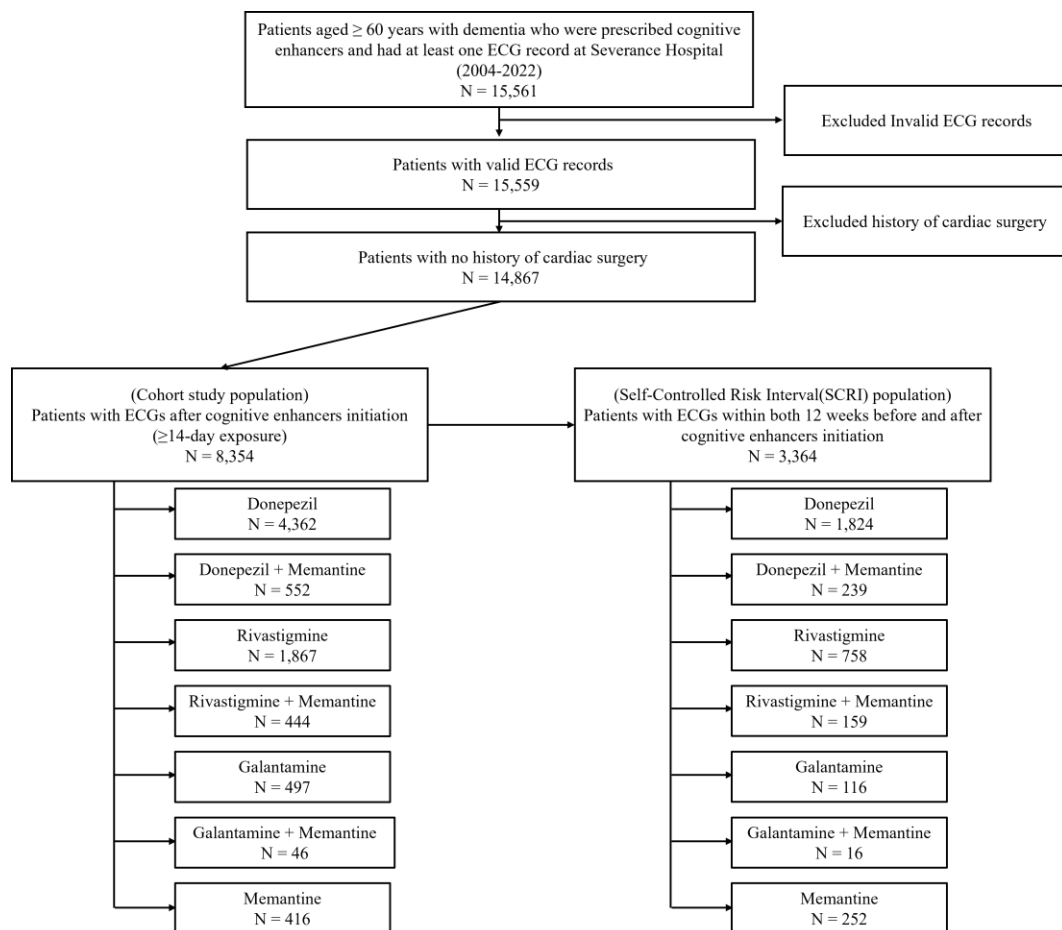 Patients aged ≥ 60 years with dementia who were prescribed cognitive
enhancers and had at least one ECG record at Severance Hospital
(2004-2022)
N = 15,561
Excluded Invalid ECG records
Patients with valid ECG records
N = 15,559
Excluded history of cardiac surgery
Patients with no history of cardiac surgery
N = 14,867
(Cohort study population)
Patients with ECGs after cognitive enhancers initiation
(≥14-day exposure)
N = 8,354
(Self-Controlled Risk Interval(SCRI) population)
Patients with ECGs within both 12 weeks before and after
cognitive enhancers initiation
N = 3,364
Donepezil
N = 4,362
Donepezil + Memantine
N = 552
Rivastigmine
N = 1,867
Rivastigmine + Memantine
N = 444
Galantamine
N = 497
Galantamine + Memantine
N = 46
Memantine
N = 416
Donepezil
N = 1,824
Donepezil + Memantine
N = 239
Rivastigmine
N = 758
Rivastigmine + Memantine
N = 159
Galantamine
N = 116
Galantamine + Memantine
N = 16
Memantine
N = 252